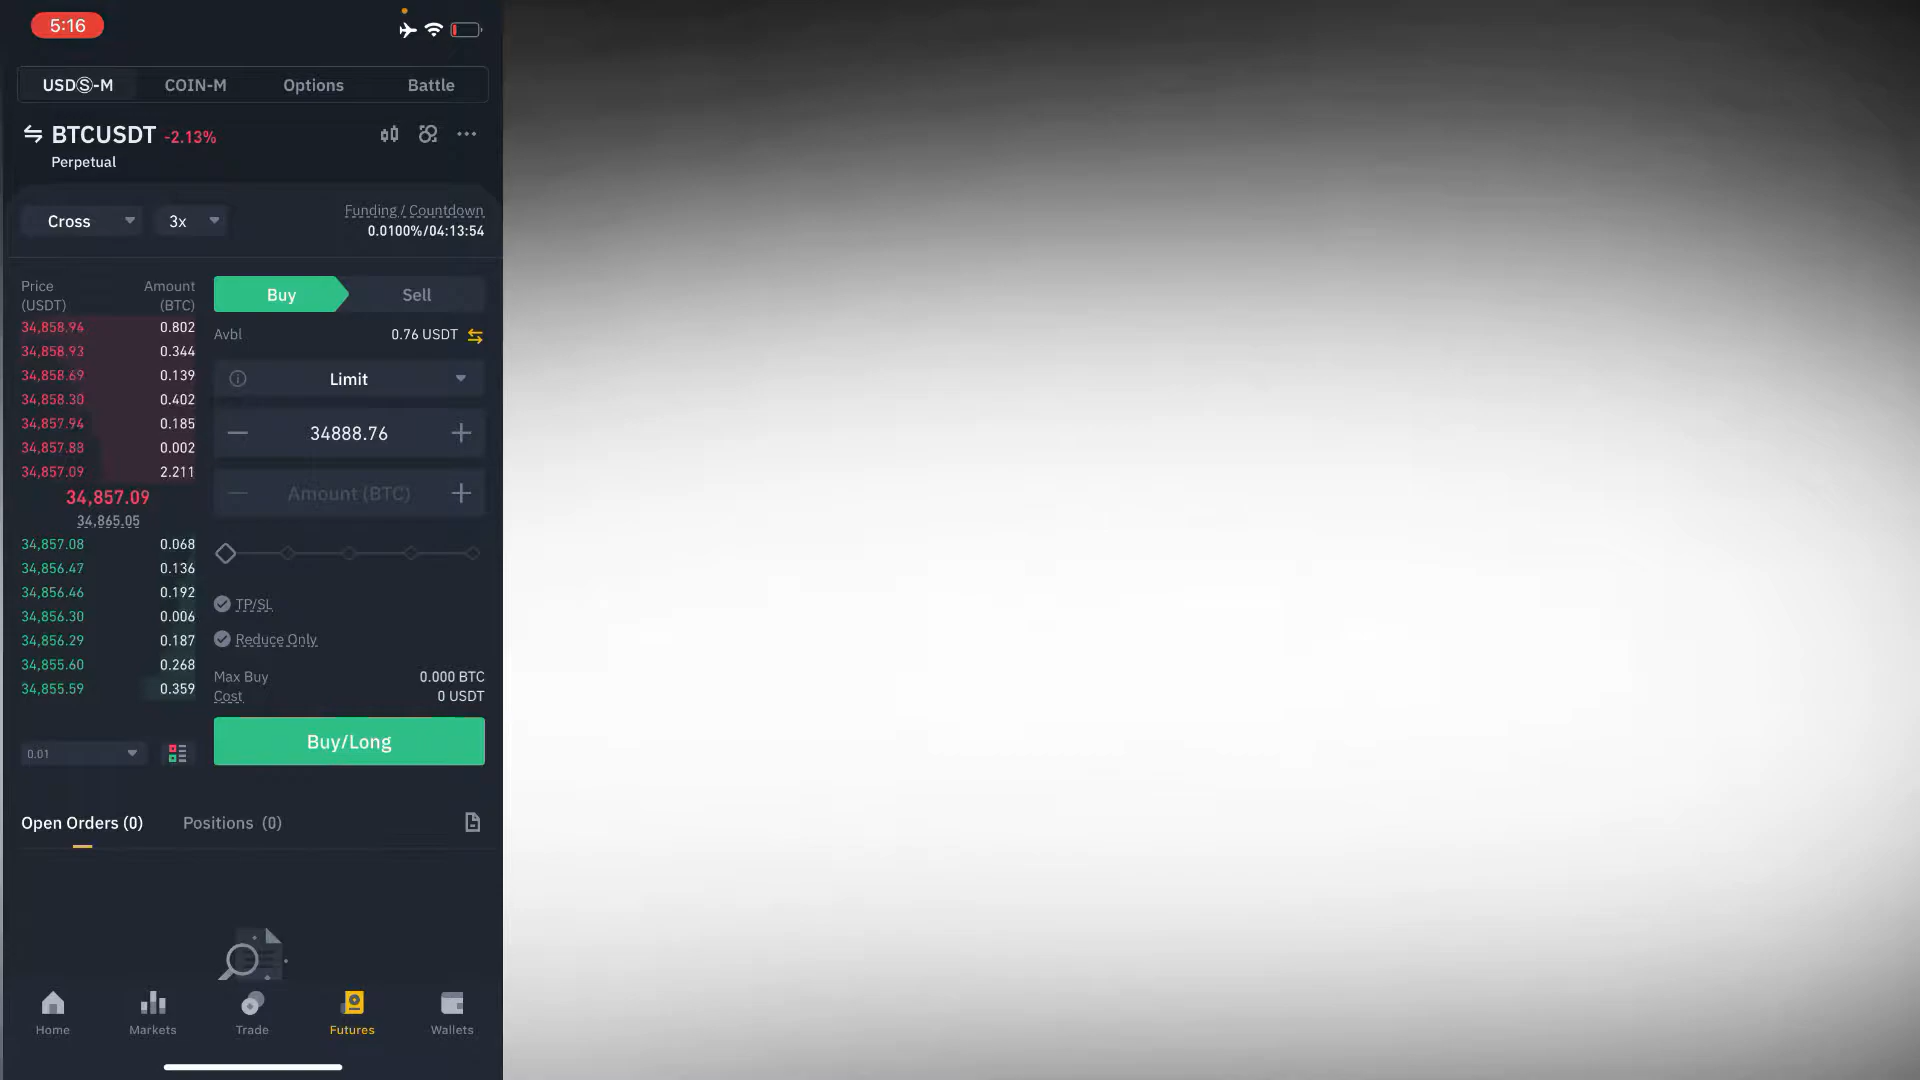 5:16
USDⓈ-M COIN-M Options Battle
BTCUSDT -2.13%
Perpetual
Cross 3x
Funding / Countdown
0.0100%/04:13:54
Price Amount
(USDT) (BTC)
34,858.94 0.802
34,858.93 0.344
34,858.69 0.139
34,858.30 0.402
34,857.94 0.185
34,857.88 0.002
34,857.09 2.211
34,857.09
34,865.05
34,857.08 0.068
34,856.47 0.136
34,856.46 0.192
34,856.30 0.006
34,856.29 0.187
34,855.60 0.268
34,855.59 0.359
0.01
Buy Sell
Avbl 0.76 USDT
Limit
34888.76
Amount (BTC)
TP/SL
Reduce Only
Max Buy 0.000 BTC
Cost 0 USDT
Buy/Long
Open Orders (0) Positions (0)
Home Markets Trade Futures Wallets